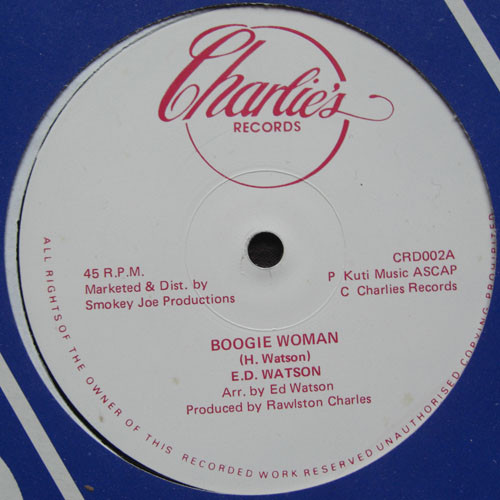 Charlie's
RECORDS
45 R.P.M.
Marketed & Dist. by
Smokey Joe Productions
CRD002A
P Kuti Music ASCAP
C Charlies Records
BOOGIE WOMAN
(H. Watson)
E.D. WATSON
Arr. by Ed Watson
Produced by Rawlston Charles
ALL RIGHTS OF THE OWNER OF THIS RECORDED WORK RESERVED UNAUTHORISED COPYING PROHIBITED